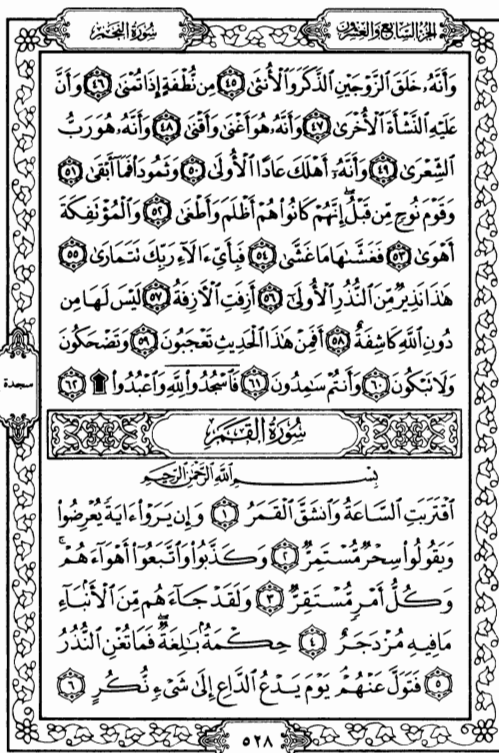 الجزء السابع والعشرون
سورة النجم
وَأَنَّهُۥ خَلَقَ ٱلزَّوْجَيْنِ ٱلذَّكَرَ وَٱلْأُنثَىٰ ﴿٤٥﴾ مِن نُّطْفَةٍ إِذَا تُمْنَىٰ ﴿٤٦﴾ وَأَنَّ
عَلَيْهِ ٱلنَّشْأَةَ ٱلْأُخْرَىٰ ﴿٤٧﴾ وَأَنَّهُۥ هُوَ أَغْنَىٰ وَأَقْنَىٰ ﴿٤٨﴾ وَأَنَّهُۥ هُوَ رَبُّ
ٱلشِّعْرَىٰ ﴿٤٩﴾ وَأَنَّهُۥٓ أَهْلَكَ عَادًا ٱلْأُولَىٰ ﴿٥٠﴾ وَثَمُودَا۟ فَمَآ أَبْقَىٰ ﴿٥١﴾
وَقَوْمَ نُوحٍ مِّن قَبْلُ ۖ إِنَّهُمْ كَانُوا۟ هُمْ أَظْلَمَ وَأَطْغَىٰ ﴿٥٢﴾ وَٱلْمُؤْتَفِكَةَ
أَهْوَىٰ ﴿٥٣﴾ فَغَشَّىٰهَا مَا غَشَّىٰ ﴿٥٤﴾ فَبِأَىِّ ءَالَآءِ رَبِّكَ تَتَمَارَىٰ ﴿٥٥﴾
هَٰذَا نَذِيرٌ مِّنَ ٱلنُّذُرِ ٱلْأُولَىٰٓ ﴿٥٦﴾ أَزِفَتِ ٱلْآزِفَةُ ﴿٥٧﴾ لَيْسَ لَهَا مِن
دُونِ ٱللَّهِ كَاشِفَةٌ ﴿٥٨﴾ أَفَمِنْ هَٰذَا ٱلْحَدِيثِ تَعْجَبُونَ ﴿٥٩﴾ وَتَضْحَكُونَ
وَلَا تَبْكُونَ ﴿٦٠﴾ وَأَنتُمْ سَٰمِدُونَ ﴿٦١﴾ فَٱسْجُدُوا۟ لِلَّهِ وَٱعْبُدُوا۟ ۩ ﴿٦٢﴾
سجدة
سُورَةُ القَمَرِ
بِسْمِ ٱللَّهِ ٱلرَّحْمَٰنِ ٱلرَّحِيمِ
ٱقْتَرَبَتِ ٱلسَّاعَةُ وَٱنشَقَّ ٱلْقَمَرُ ﴿١﴾ وَإِن يَرَوْا۟ ءَايَةً يُعْرِضُوا۟
وَيَقُولُوا۟ سِحْرٌ مُّسْتَمِرٌّ ﴿٢﴾ وَكَذَّبُوا۟ وَٱتَّبَعُوٓا۟ أَهْوَآءَهُمْ ۚ
وَكُلُّ أَمْرٍ مُّسْتَقِرٌّ ﴿٣﴾ وَلَقَدْ جَآءَهُم مِّنَ ٱلْأَنۢبَآءِ
مَا فِيهِ مُزْدَجَرٌ ﴿٤﴾ حِكْمَةٌۢ بَٰلِغَةٌ ۖ فَمَا تُغْنِ ٱلنُّذُرُ
﴿٥﴾ فَتَوَلَّ عَنْهُمْ ۘ يَوْمَ يَدْعُ ٱلدَّاعِ إِلَىٰ شَىْءٍ نُّكُرٍ ﴿٦﴾
٥٢٨